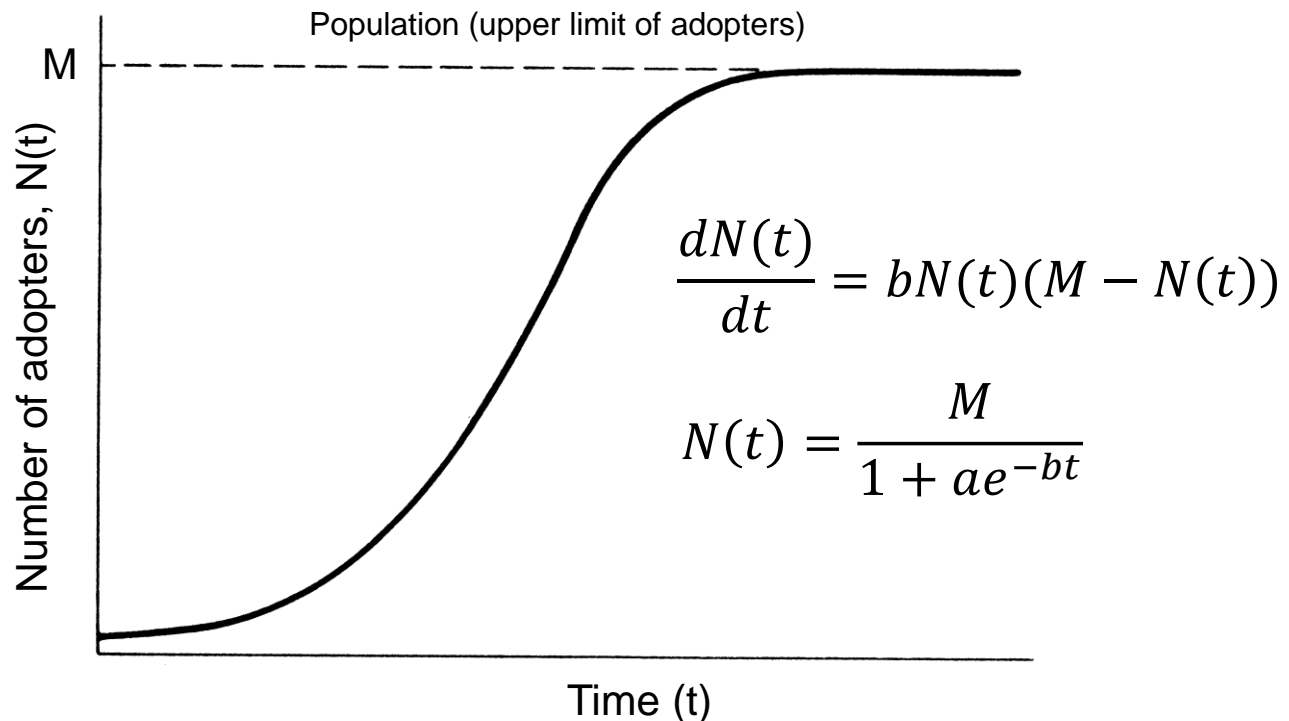 Population (upper limit of adopters)
M
Number of adopters, N(t)
dN(t)/dt = bN(t)(M − N(t))
N(t) = M/(1 + ae^{-bt})
Time (t)